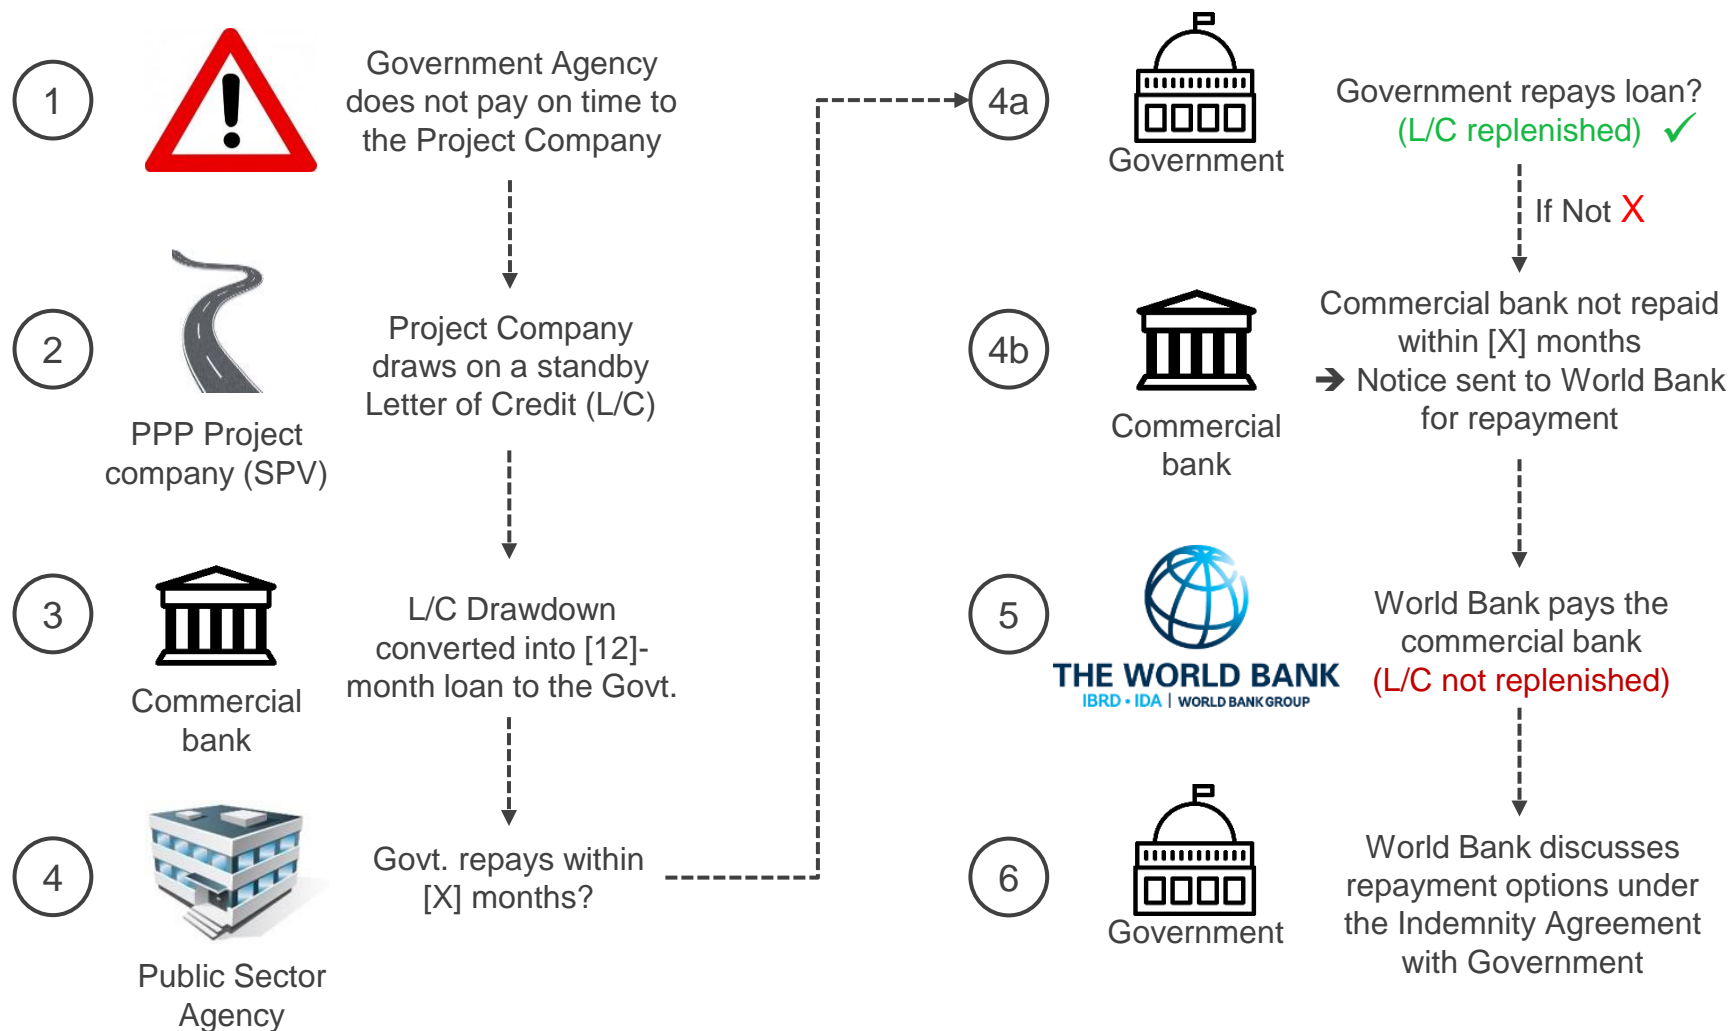 1
Government Agency
does not pay on time to
the Project Company
2
PPP Project
company (SPV)
Project Company
draws on a standby
Letter of Credit (L/C)
3
Commercial
bank
L/C Drawdown
converted into [12]-
month loan to the Govt.
4
Public Sector
Agency
Govt. repays within
[X] months?
4a
Government
Government repays loan?
(L/C replenished) ✓
If Not X
4b
Commercial
bank
Commercial bank not repaid
within [X] months
➔ Notice sent to World Bank
for repayment
5
THE WORLD BANK
IBRD • IDA | WORLD BANK GROUP
World Bank pays the
commercial bank
(L/C not replenished)
6
Government
World Bank discusses
repayment options under
the Indemnity Agreement
with Government